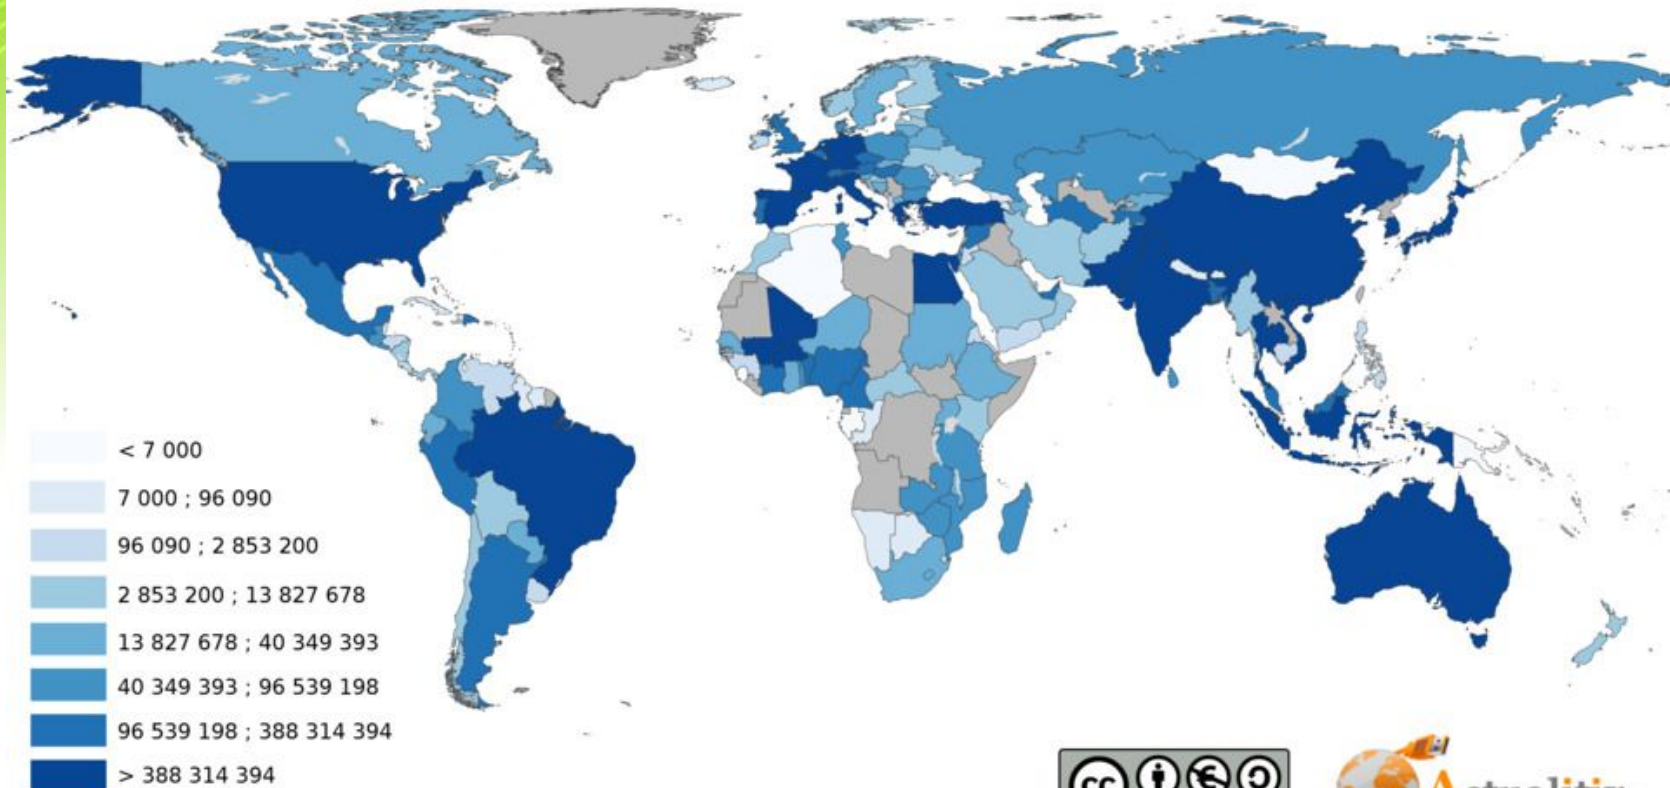 < 7 000
7 000 ; 96 090
96 090 ; 2 853 200
2 853 200 ; 13 827 678
13 827 678 ; 40 349 393
40 349 393 ; 96 539 198
96 539 198 ; 388 314 394
> 388 314 394
cc